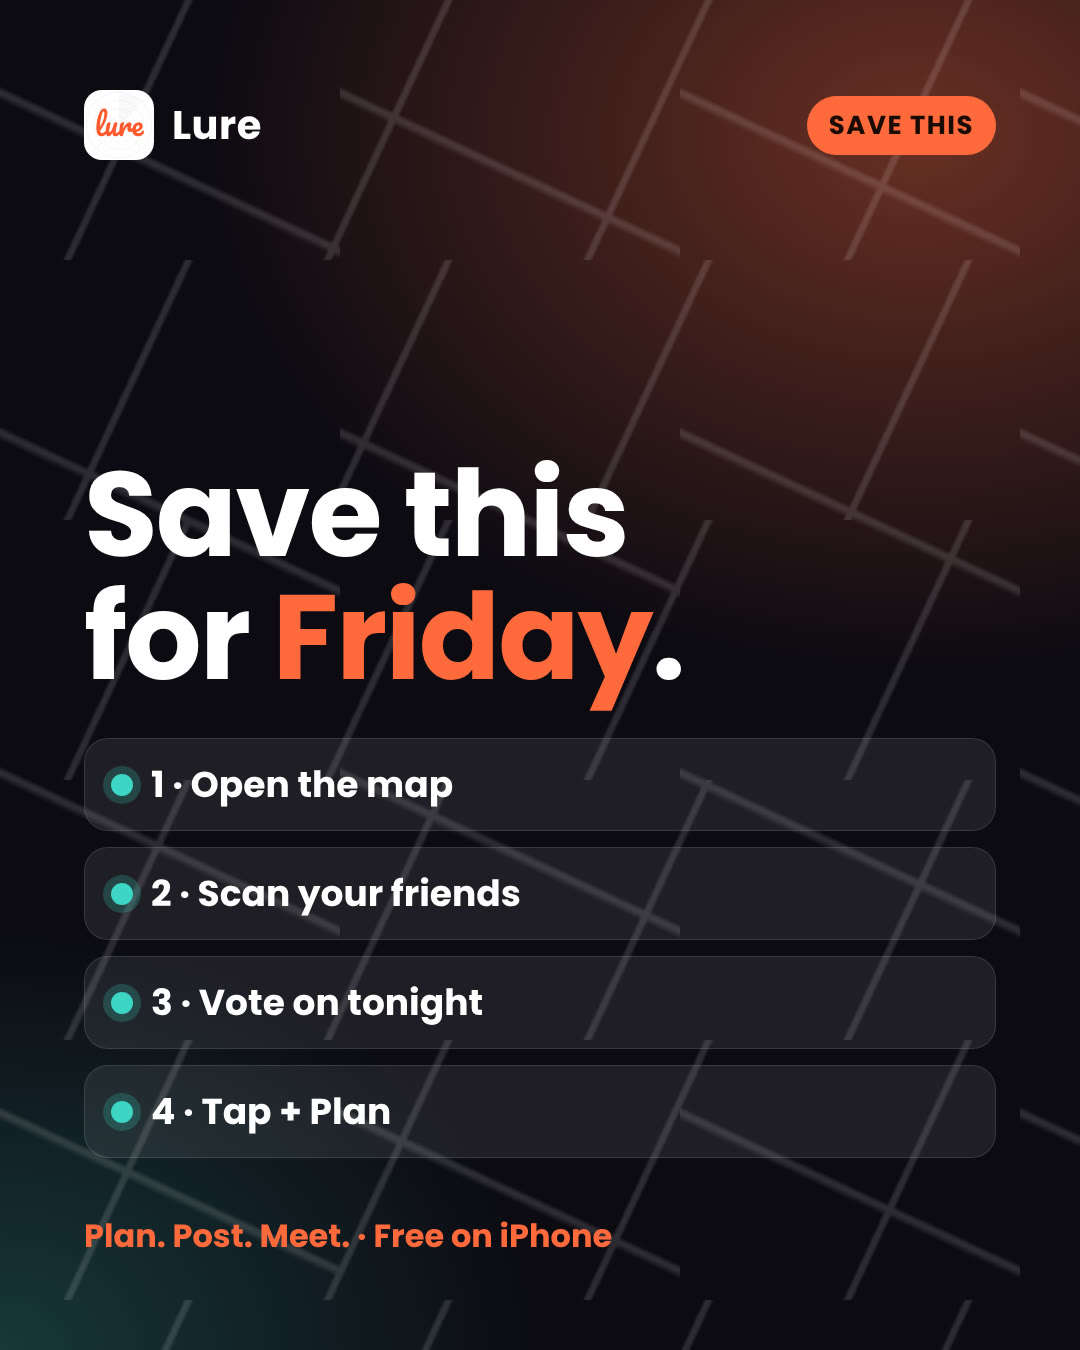 lure
Lure
SAVE THIS
Save this
for Friday.
1 · Open the map
2 · Scan your friends
3 · Vote on tonight
4 · Tap + Plan
Plan. Post. Meet. · Free on iPhone